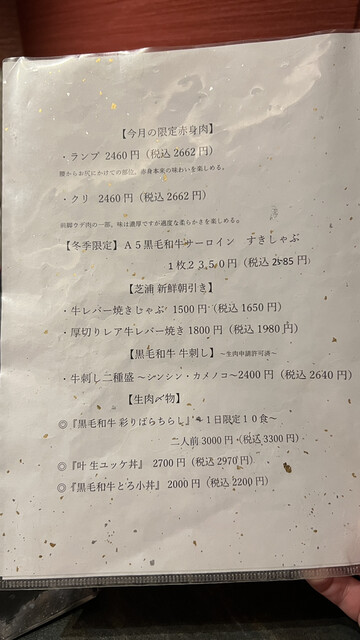 【今月の限定赤身肉】
・ランプ 2460円(税込2662円)
腰からお尻にかけての部位。赤身本来の味わいを楽しめる。
・クリ 2460円(税込2662円)
前脚ウデ肉の一部。味は濃厚ですが適度な柔らかさを楽しめる。
【冬季限定】A5黒毛和牛サーロイン すきしゃぶ
1枚2350円(税込2585円)
【芝浦 新鮮朝引き】
・牛レバー焼きしゃぶ 1500円(税込1650円)
・厚切りレア牛レバー焼き 1800円(税込1980円)
【黒毛和牛 牛刺し】~生肉申請許可済~
・牛刺し二種盛 ~シンシン・カメノコ~2400円(税込2640円)
【生肉〆物】
◎『黒毛和牛 彩りばらちらし』~1日限定10食~
二人前 3000円(税込3300円)
◎『叶 生ユッケ丼』 2700円(税込2970円)
◎『黒毛和牛とろ小丼』 2000円(税込2200円)